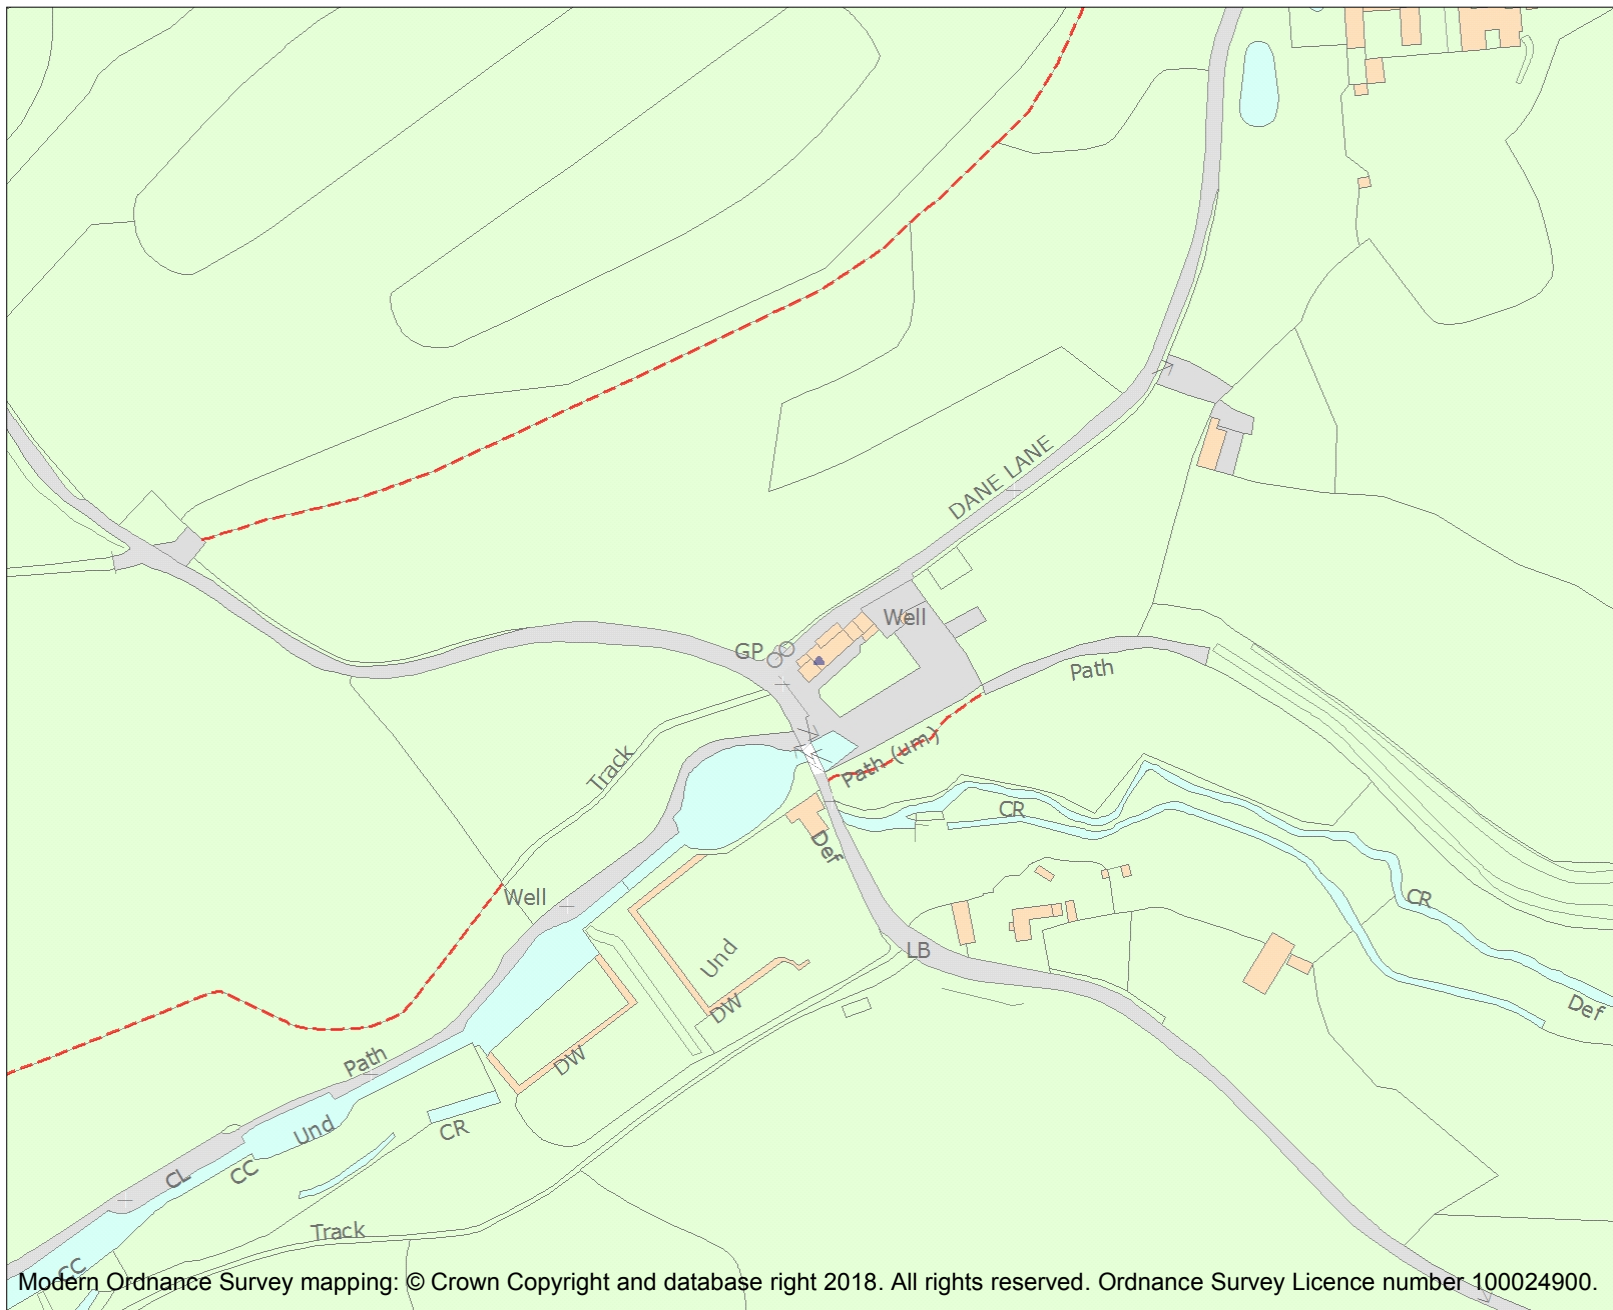 DANE LANE
Well
GP
Path
Track
Path (um)
CR
Def
Well
CR
Und
LB
DW
Def
DW
Path
Und
CR
CL
CC
Track
CC
Modern Ordnance Survey mapping: © Crown Copyright and database right 2018. All rights reserved. Ordnance Survey Licence number 100024900.